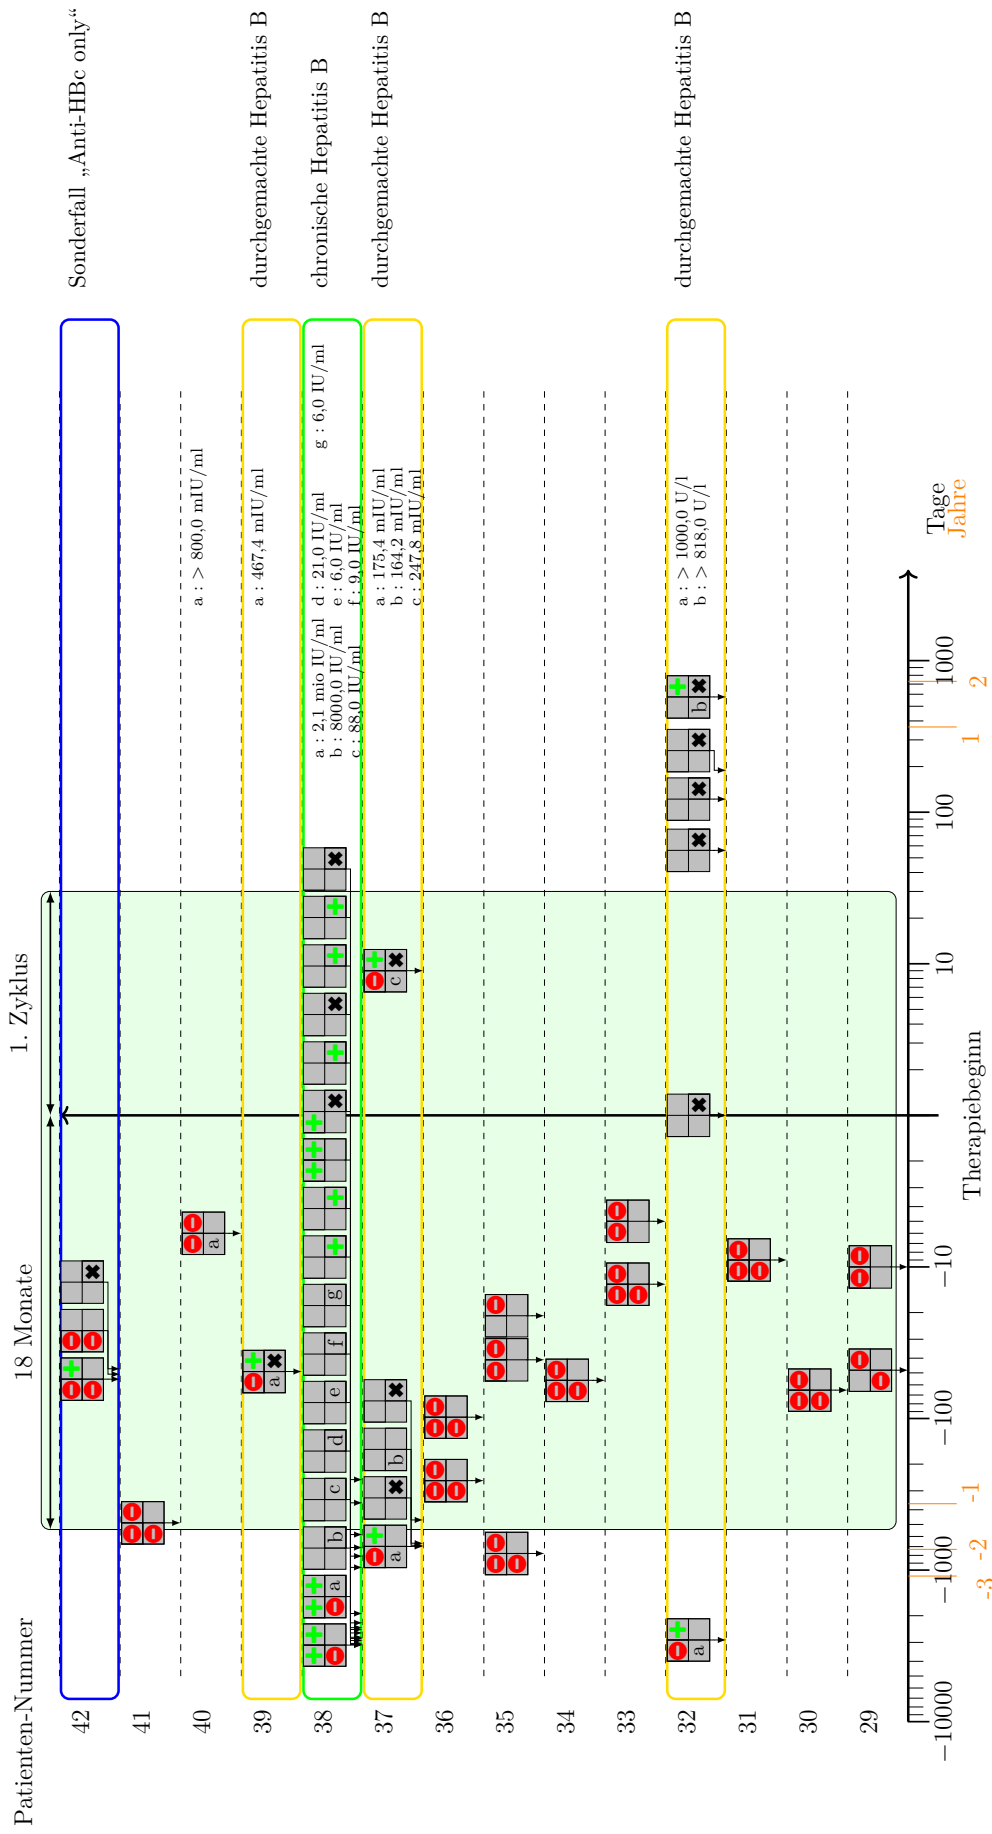 Patienten-Nummer
18 Monate
1. Zyklus
42
Sonderfall „Anti-HBc only“
41
40
a
a : > 800,0 mIU/ml
39
a
a : 467,4 mIU/ml
durchgemachte Hepatitis B
38
a
b
c
d
e
f
g
a : 2,1 mio IU/ml
b : 8000,0 IU/ml
c : 88,0 IU/ml
d : 21,0 IU/ml
e : 6,0 IU/ml
f : 9,0 IU/ml
g : 6,0 IU/ml
chronische Hepatitis B
37
a
b
c
a : 175,4 mIU/ml
b : 164,2 mIU/ml
c : 247,8 mIU/ml
durchgemachte Hepatitis B
36
35
34
33
32
a
b
a : > 1000,0 U/l
b : > 818,0 U/l
durchgemachte Hepatitis B
31
30
29
−10000
−1000
−100
−10
10
100
1000
Tage
-3
-2
-1
1
2
Jahre
Therapiebeginn